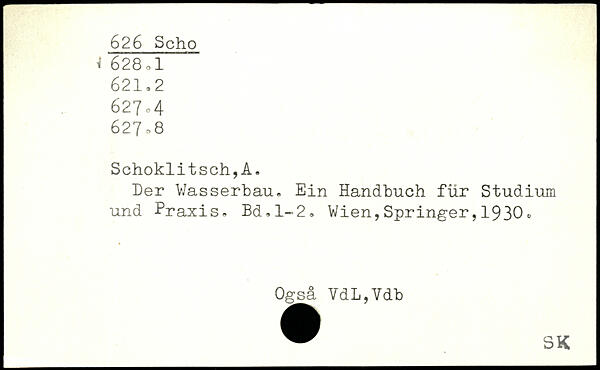 626 Scho
628.1
621.2
627.4
627.8
Schoklitsch,A.
Der Wasserbau. Ein Handbuch für Studium
und Praxis. Bd.1-2. Wien,Springer,1930.
Også VdL,Vdb
SK